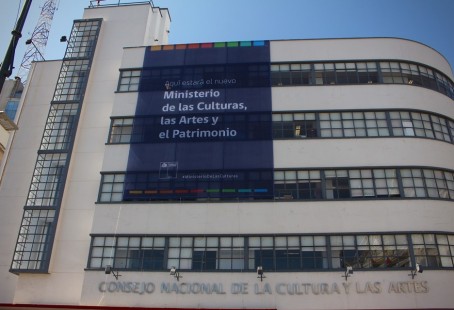 Aquí estará el nuevo
Ministerio
de las Culturas,
las Artes y
el Patrimonio
CONSEJO NACIONAL DE LA CULTURA Y LAS ARTES